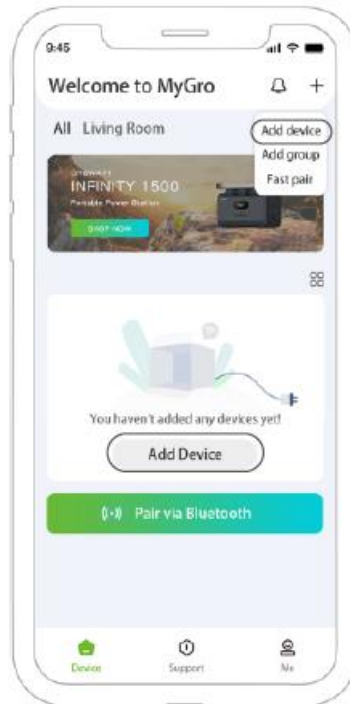 9:45
Welcome to MyGro
All Living Room
Add device
Add group
Fast pair
GROWATT
INFINITY 1500
Portable Power Station
SHOP NOW
You haven't added any devices yet!
Add Device
Pair via Bluetooth
Device Support Me